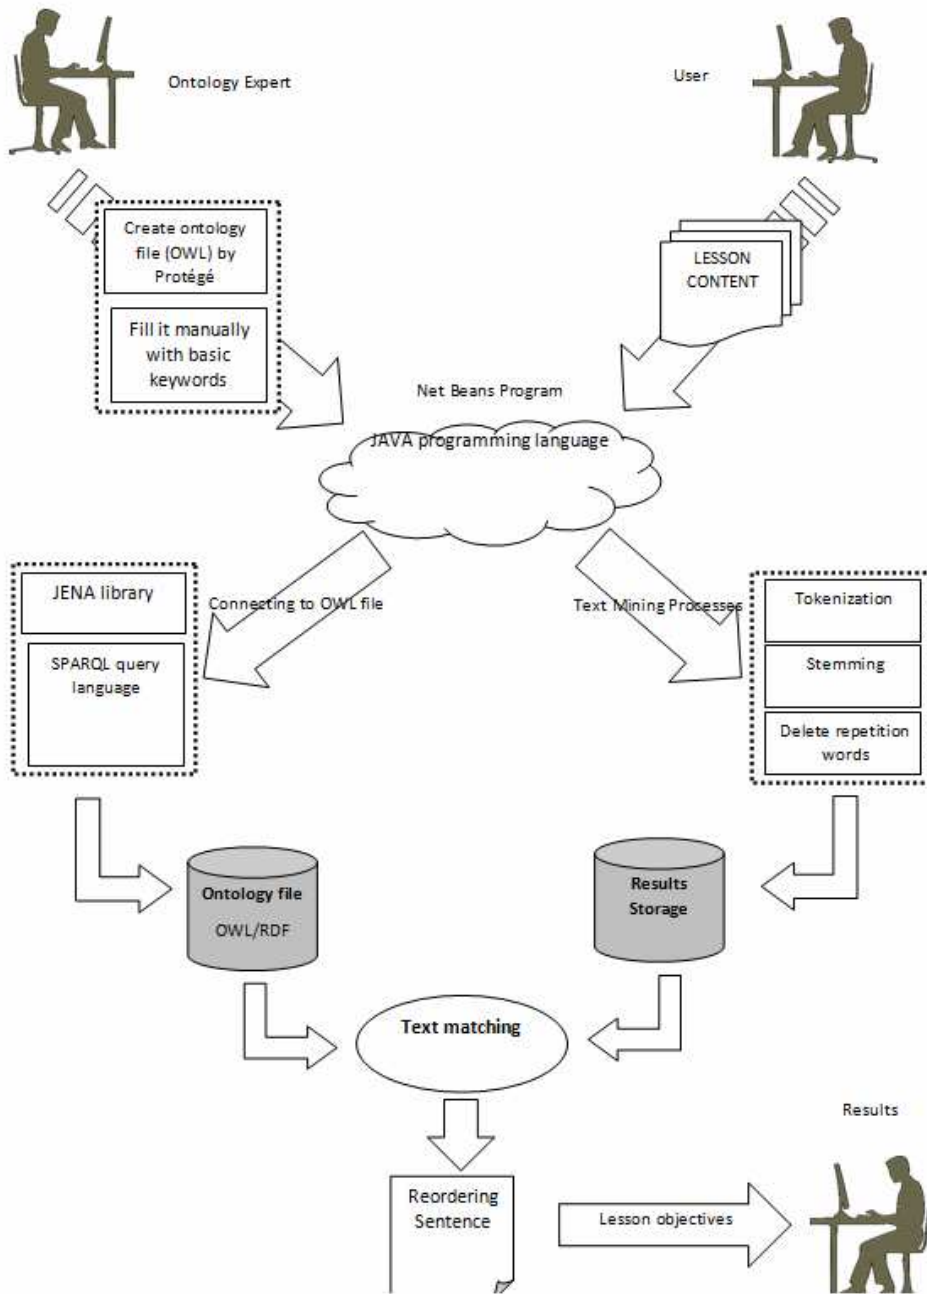 Ontology Expert
User
Create ontology
file (OWL) by
Protégé
Fill it manually
with basic
keywords
LESSON
CONTENT
Net Beans Program
JAVA programming language
JENA library
SPARQL query
language
Connecting to OWL file
Text Mining Processes
Tokenization
Stemming
Delete repetition
words
Ontology file
OWL/RDF
Results
Storage
Text matching
Reordering
Sentence
Lesson objectives
Results